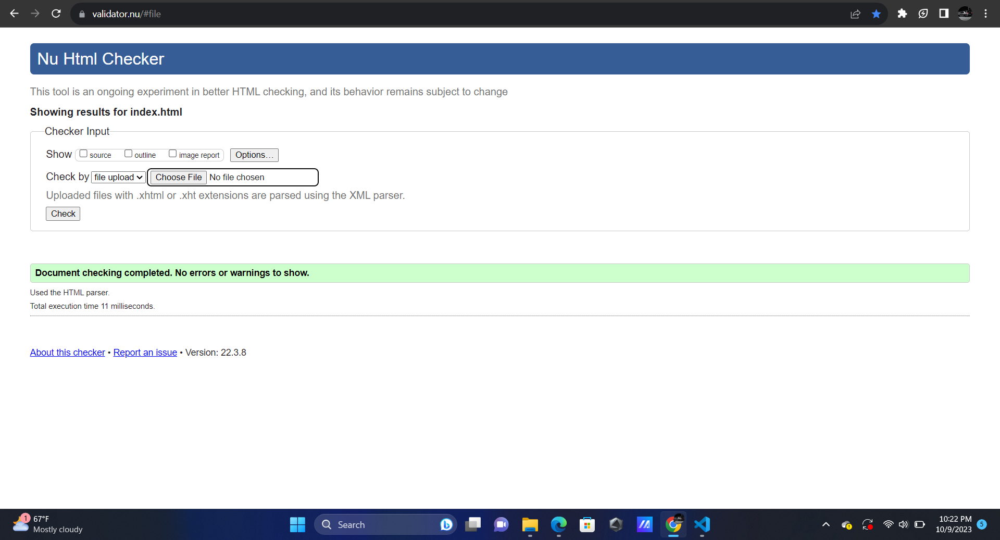 validator.nu/#file
Nu Html Checker
This tool is an ongoing experiment in better HTML checking, and its behavior remains subject to change
Showing results for index.html
Checker Input
Show source outline image report Options…
Check by file upload Choose File No file chosen
Uploaded files with .xhtml or .xht extensions are parsed using the XML parser.
Check
Document checking completed. No errors or warnings to show.
Used the HTML parser.
Total execution time 11 milliseconds.
About this checker • Report an issue • Version: 22.3.8
1
67°F
Mostly cloudy
Search
10:22 PM
10/9/2023
5